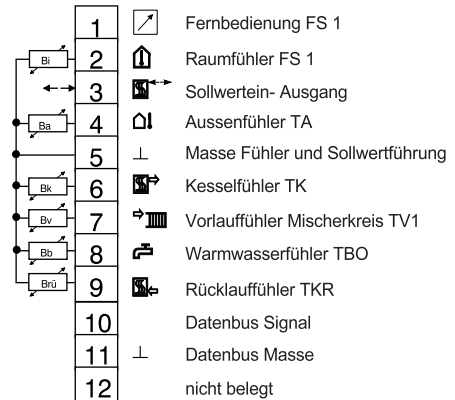 1 Fernbedienung FS 1
Bi 2 Raumfühler FS 1
3 Sollwertein- Ausgang
Ba 4 Aussenfühler TA
5 Masse Fühler und Sollwertführung
Bk 6 Kesselfühler TK
Bv 7 Vorlauffühler Mischerkreis TV1
Bb 8 Warmwasserfühler TBO
Brü 9 Rücklauffühler TKR
10 Datenbus Signal
11 Datenbus Masse
12 nicht belegt